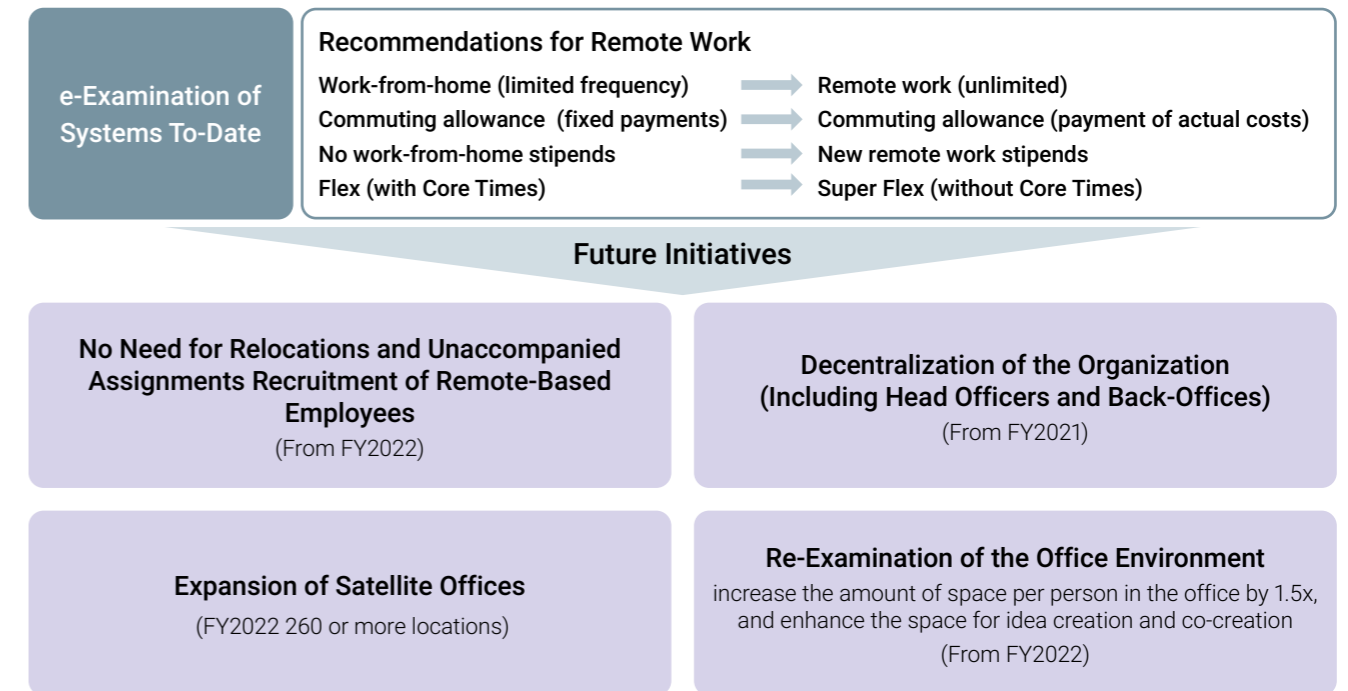 e-Examination of
Systems To-Date
Recommendations for Remote Work
Work-from-home (limited frequency) Remote work (unlimited)
Commuting allowance (fixed payments) Commuting allowance (payment of actual costs)
No work-from-home stipends New remote work stipends
Flex (with Core Times) Super Flex (without Core Times)
Future Initiatives
No Need for Relocations and Unaccompanied
Assignments Recruitment of Remote-Based
Employees
(From FY2022)
Decentralization of the Organization
(Including Head Officers and Back-Offices)
(From FY2021)
Expansion of Satellite Offices
(FY2022 260 or more locations)
Re-Examination of the Office Environment
increase the amount of space per person in the office by 1.5x,
and enhance the space for idea creation and co-creation
(From FY2022)